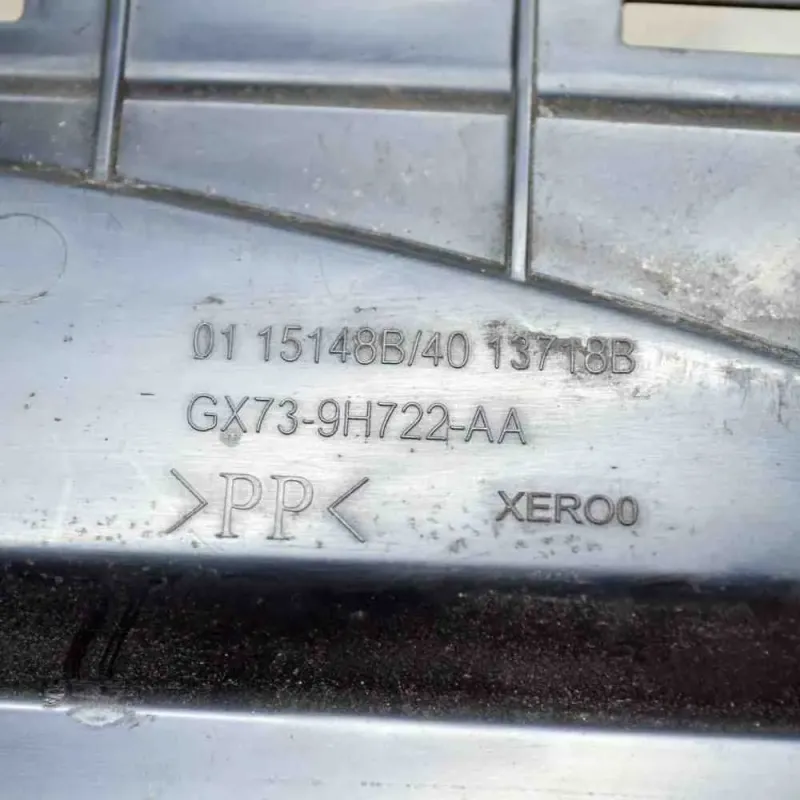 01 15148B/40 13718B
GX73-9H722-AA
>PP< XERO0